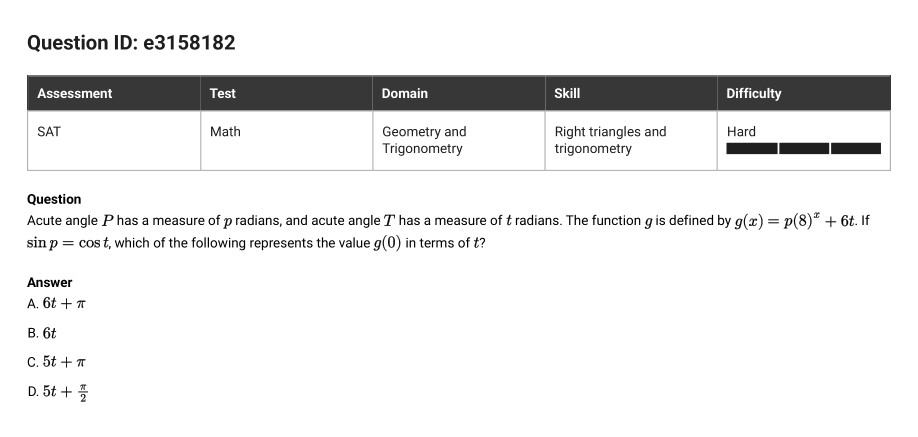 Question ID: e3158182
Assessment Test Domain Skill Difficulty
SAT Math Geometry and Trigonometry Right triangles and trigonometry Hard
Question
Acute angle P has a measure of p radians, and acute angle T has a measure of t radians. The function g is defined by g(x) = p(8)^x + 6t. If
sin p = cos t, which of the following represents the value g(0) in terms of t?
Answer
A. 6t + π
B. 6t
C. 5t + π
D. 5t + π/2